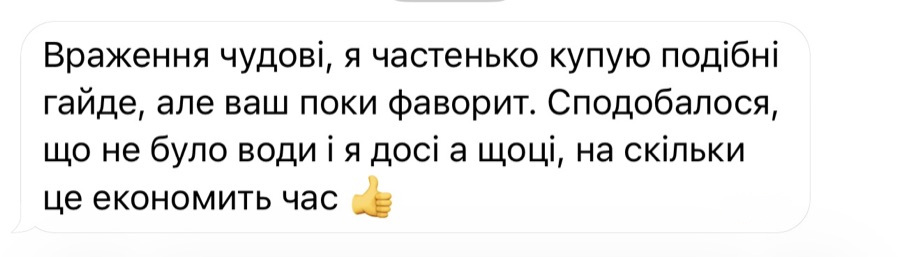 Враження чудові, я частенько купую подібні
гайде, але ваш поки фаворит. Сподобалося,
що не було води і я досі а щоці, на скільки
це економить час 👍